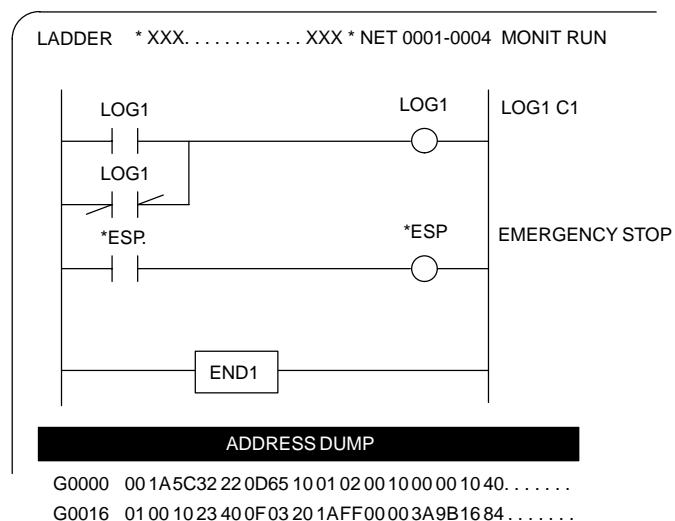 LADDER * XXX............XXX * NET 0001-0004 MONIT RUN
LOG1 LOG1 LOG1 C1
LOG1
*ESP. *ESP EMERGENCY STOP
END1
ADDRESS DUMP
G0000 00 1A 5C 32 22 0D 65 10 01 02 00 10 00 00 10 40.......
G0016 01 00 10 23 40 0F 03 20 1A FF 00 00 3A 9B 16 84.......